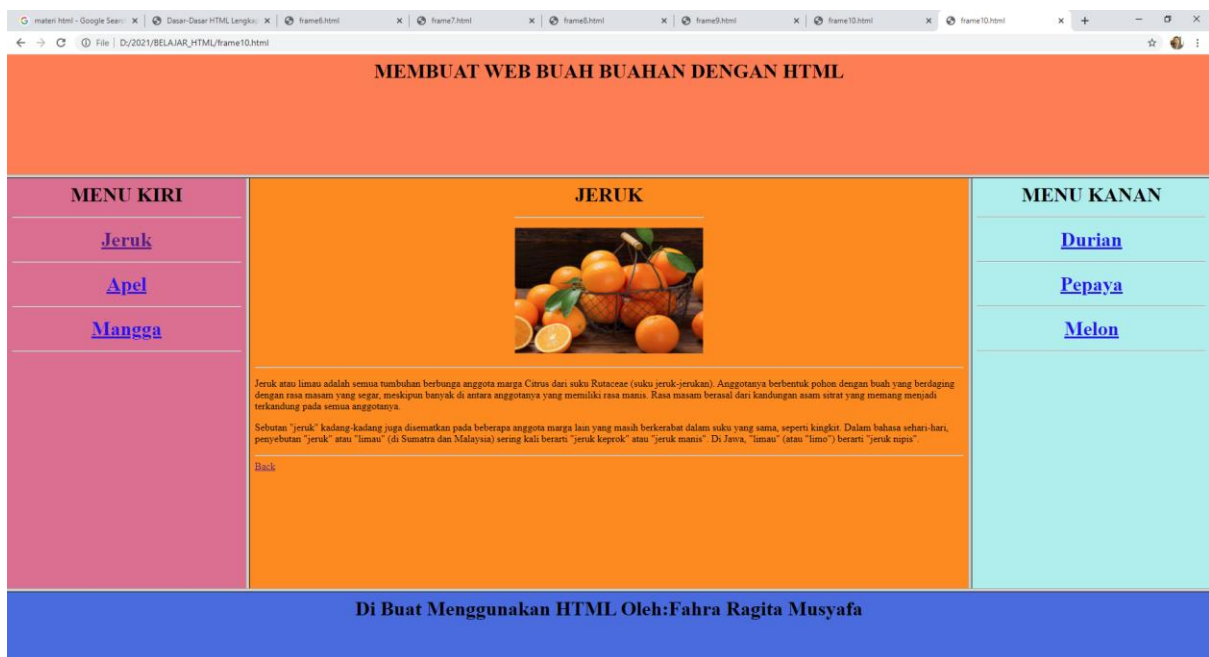 materi html - Google Searc
Dasar-Dasar HTML Lengkap
frame6.html
frame7.html
frame8.html
frame9.html
frame10.html
frame10.html
File | D:/2021/BELAJAR_HTML/frame10.html
MEMBUAT WEB BUAH BUAHAN DENGAN HTML
MENU KIRI
Jeruk
Apel
Mangga
JERUK
Jeruk atau limau adalah semua tumbuhan berbunga anggota marga Citrus dari suku Rutaceae (suku jeruk-jerukan). Anggotanya berbentuk pohon dengan buah yang berdaging
dengan rasa masam yang segar, meskipun banyak di antara anggotanya yang memiliki rasa manis. Rasa masam berasal dari kandungan asam sitrat yang memang menjadi
terkandung pada semua anggotanya.
Sebutan "jeruk" kadang-kadang juga disematkan pada beberapa anggota marga lain yang masih berkerabat dalam suku yang sama, seperti kingkit. Dalam bahasa sehari-hari,
penyebutan "jeruk" atau "limau" (di Sumatra dan Malaysia) sering kali berarti "jeruk keprok" atau "jeruk manis". Di Jawa, "limau" (atau "limo") berarti "jeruk nipis".
Back
MENU KANAN
Durian
Pepaya
Melon
Di Buat Menggunakan HTML Oleh:Fahra Ragita Musyafa